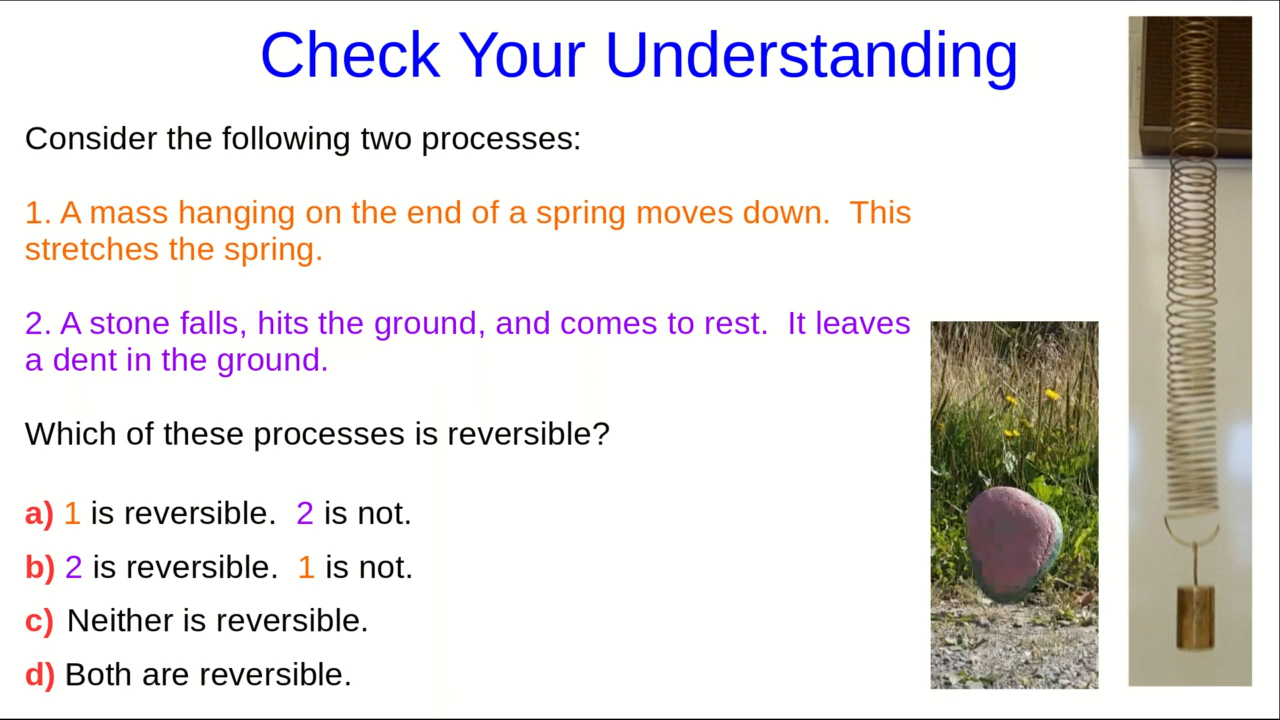 Check Your Understanding
Consider the following two processes:
1. A mass hanging on the end of a spring moves down. This
stretches the spring.
2. A stone falls, hits the ground, and comes to rest. It leaves
a dent in the ground.
Which of these processes is reversible?
a) 1 is reversible. 2 is not.
b) 2 is reversible. 1 is not.
c) Neither is reversible.
d) Both are reversible.